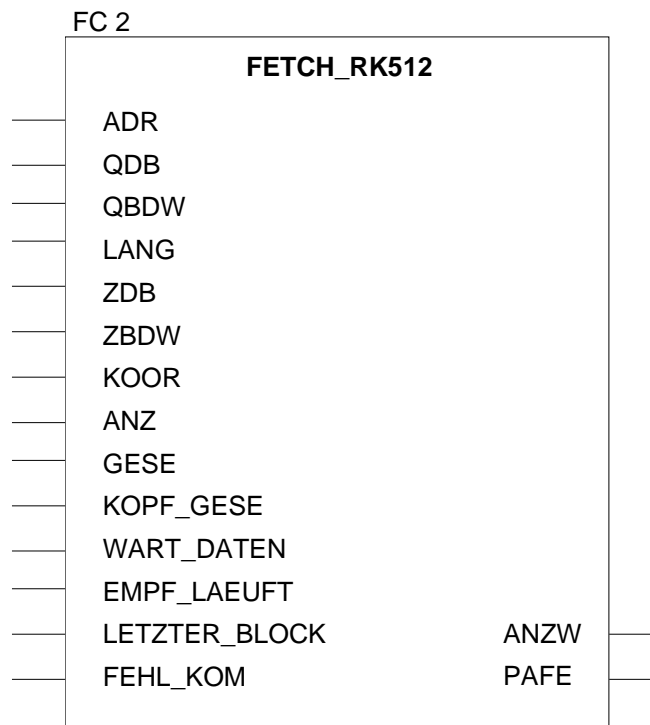 FC 2
FETCH_RK512
ADR
QDB
QBDW
LANG
ZDB
ZBDW
KOOR
ANZ
GESE
KOPF_GESE
WART_DATEN
EMPF_LAEUFT
LETZTER_BLOCK ANZW
FEHL_KOM PAFE